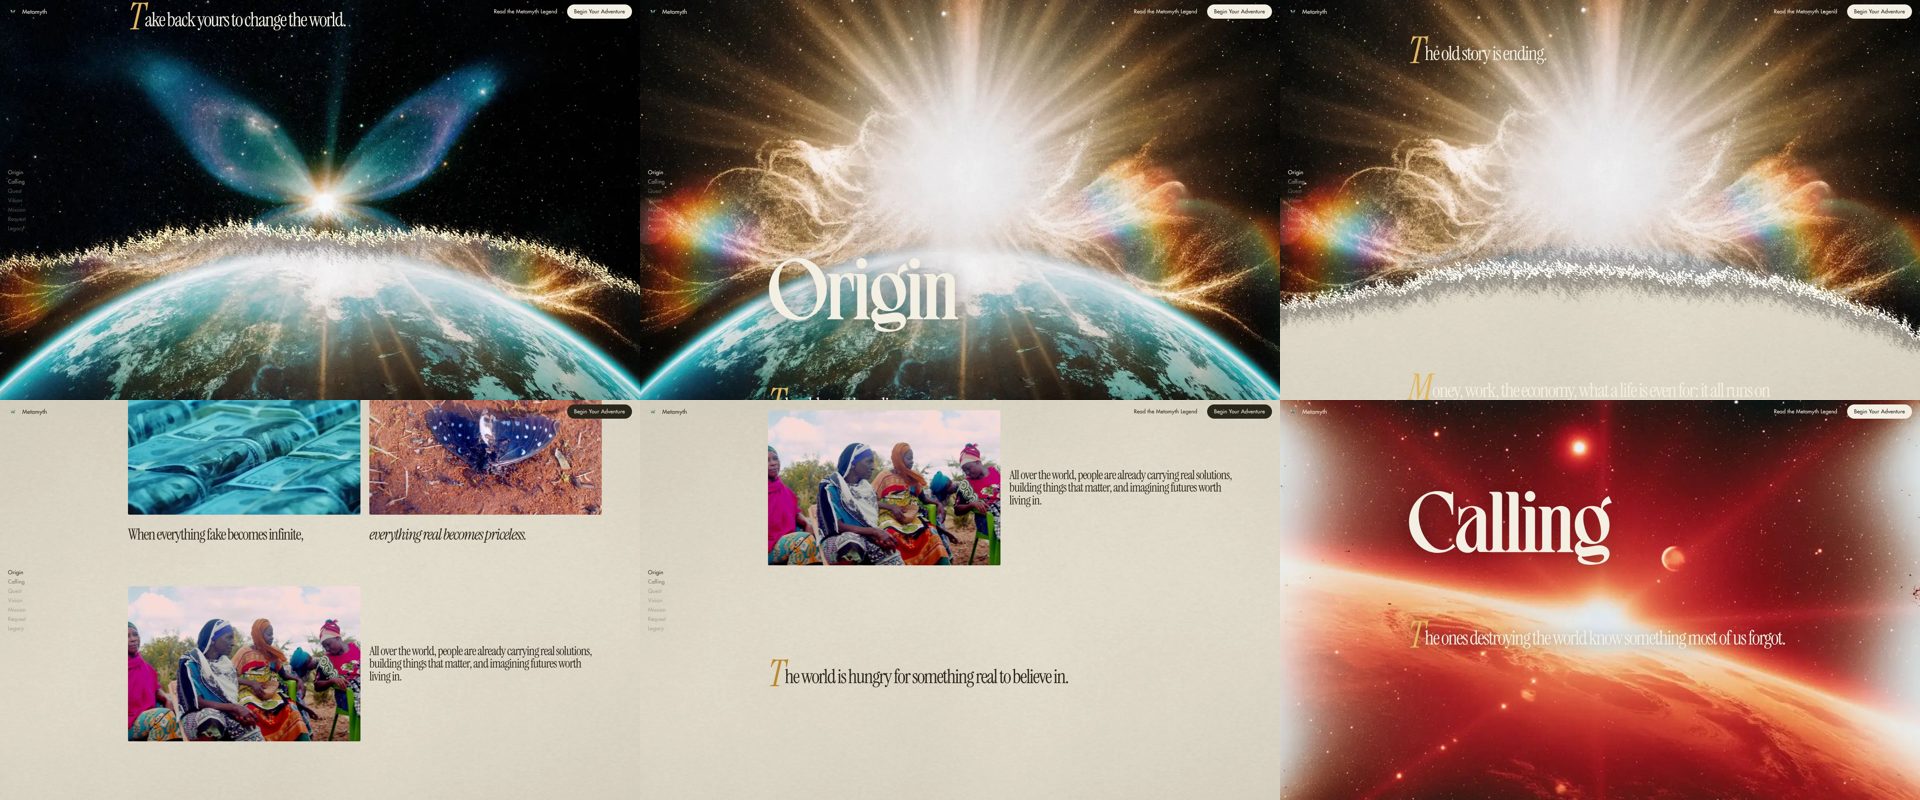 Metamyth
Take back yours to change the world.
Read the Metamyth Legend
Begin Your Adventure
Origin
Calling
Quest
Vision
Mission
Request
Legacy
Metamyth
Read the Metamyth Legend
Begin Your Adventure
Origin
Calling
Quest
Origin
Metamyth
Read the Metamyth Legend
Begin Your Adventure
The old story is ending.
Origin
Calling
Quest
Money, work, the economy, what a life is even for: it all runs on
Metamyth
Begin Your Adventure
When everything fake becomes infinite,
everything real becomes priceless.
Origin
Calling
Quest
Vision
Mission
Request
Legacy
All over the world, people are already carrying real solutions,
building things that matter, and imagining futures worth
living in.
Metamyth
Read the Metamyth Legend
Begin Your Adventure
All over the world, people are already carrying real solutions,
building things that matter, and imagining futures worth
living in.
Origin
Calling
Quest
Vision
Mission
Request
Legacy
The world is hungry for something real to believe in.
Metamyth
Read the Metamyth Legend
Begin Your Adventure
Calling
The ones destroying the world know something most of us forgot.